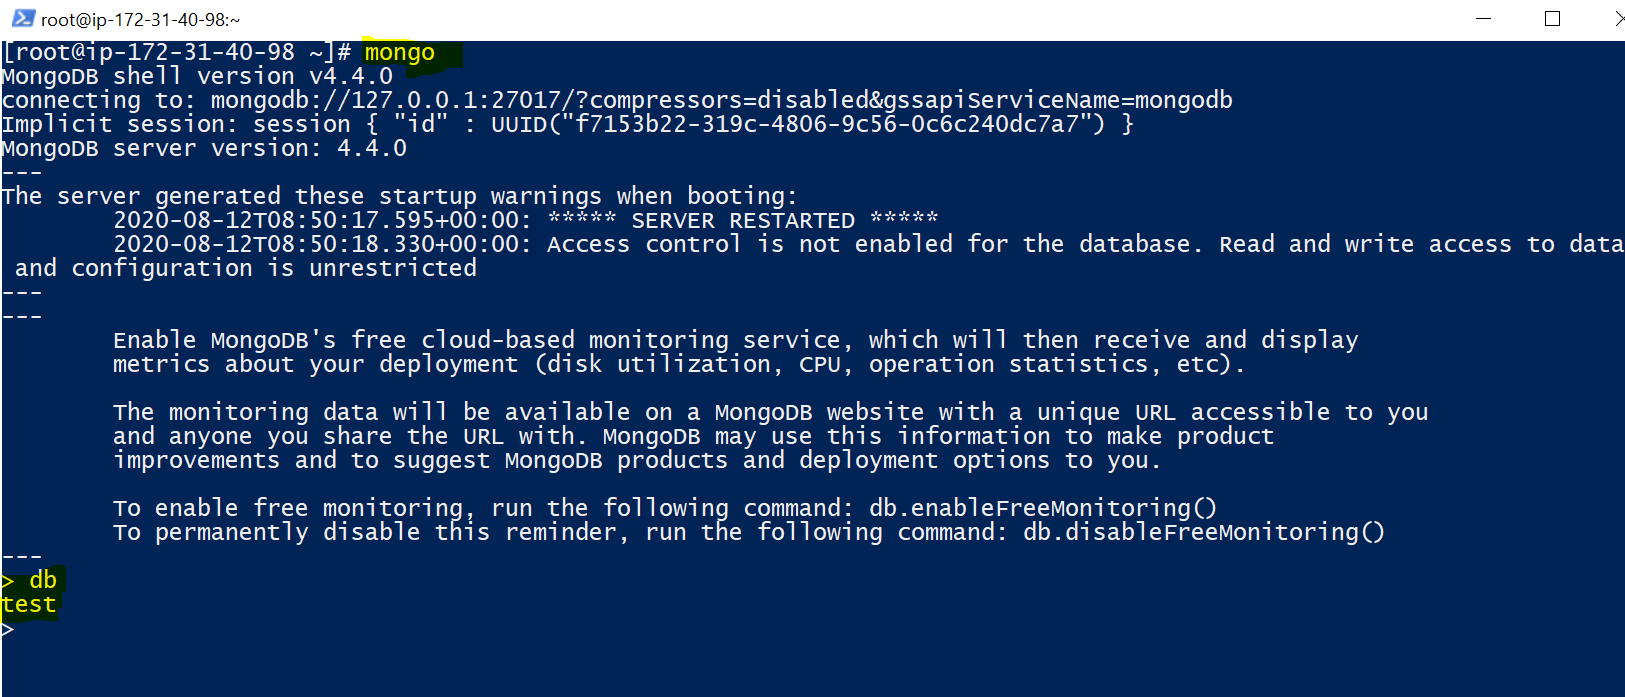 root@ip-172-31-40-98:~
[root@ip-172-31-40-98 ~]# mongo
MongoDB shell version v4.4.0
connecting to: mongodb://127.0.0.1:27017/?compressors=disabled&gssapiServiceName=mongodb
Implicit session: session { "id" : UUID("f7153b22-319c-4806-9c56-0c6c240dc7a7") }
MongoDB server version: 4.4.0
---
The server generated these startup warnings when booting:
        2020-08-12T08:50:17.595+00:00: ***** SERVER RESTARTED *****
        2020-08-12T08:50:18.330+00:00: Access control is not enabled for the database. Read and write access to data
 and configuration is unrestricted
---
---
        Enable MongoDB's free cloud-based monitoring service, which will then receive and display
        metrics about your deployment (disk utilization, CPU, operation statistics, etc).
        The monitoring data will be available on a MongoDB website with a unique URL accessible to you
        and anyone you share the URL with. MongoDB may use this information to make product
        improvements and to suggest MongoDB products and deployment options to you.
        To enable free monitoring, run the following command: db.enableFreeMonitoring()
        To permanently disable this reminder, run the following command: db.disableFreeMonitoring()
---
> db
test
>